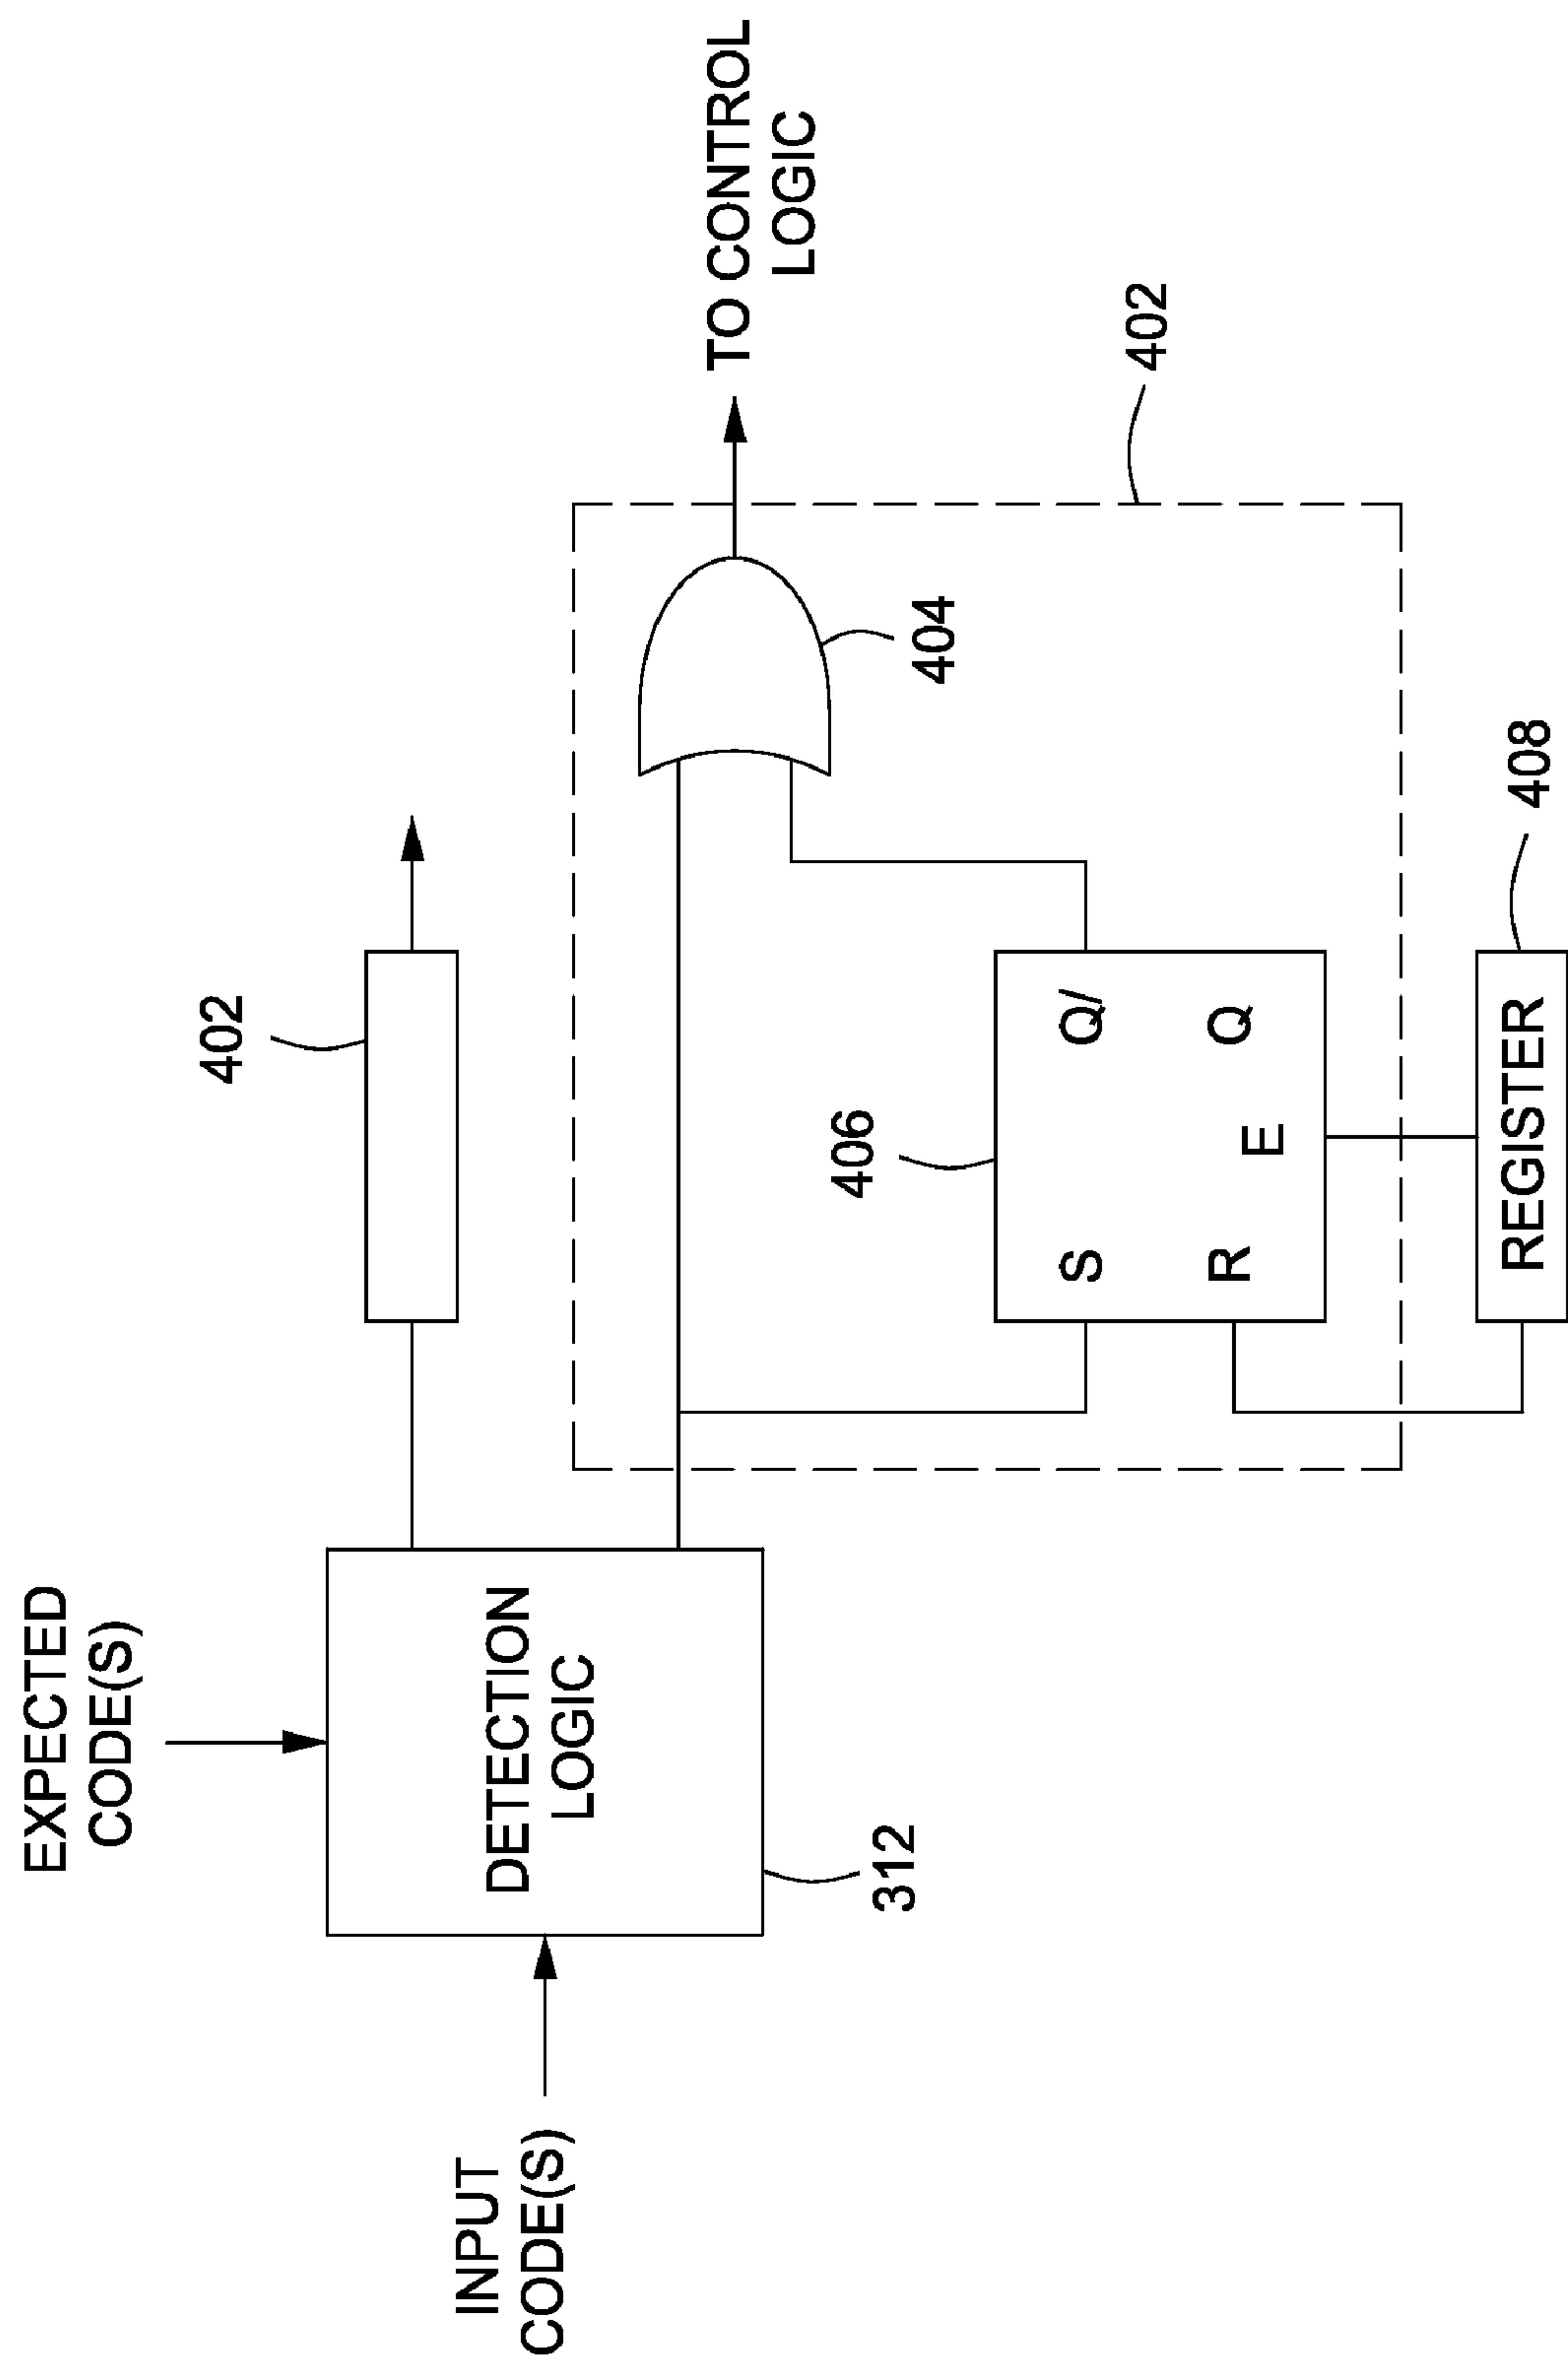 EXPECTED
CODE(S)
INPUT
CODE(S)
DETECTION
LOGIC
312
402
TO CONTROL
LOGIC
404
402
406
S
Q/
R
E
Q
REGISTER
408